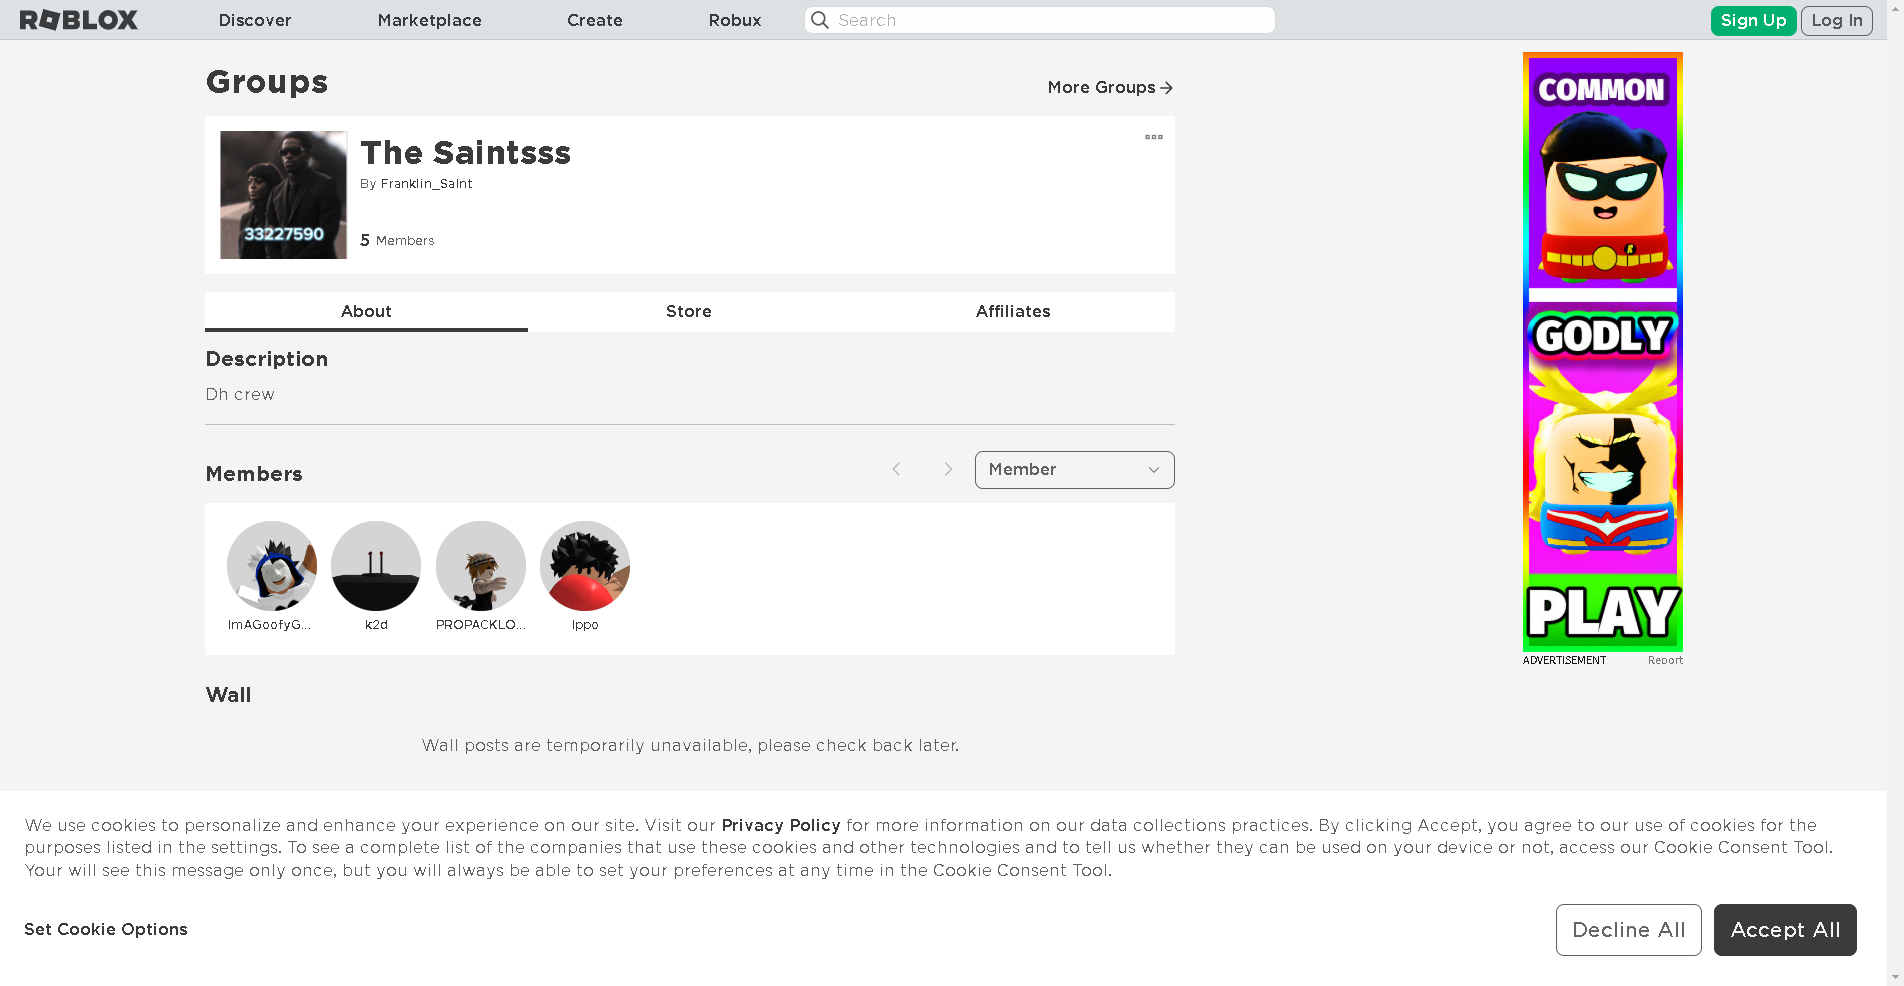 ROBLOX
Discover
Marketplace
Create
Robux
Search
Sign Up
Log In
Groups
More Groups
33227590
The Saintsss
By Franklin_SaInt
5 Members
About
Store
Affiliates
Description
Dh crew
Members
Member
ImAGoofyG...
k2d
PROPACKLO...
Ippo
Wall
Wall posts are temporarily unavailable, please check back later.
COMMON
R
GODLY
PLAY
ADVERTISEMENT
Report
We use cookies to personalize and enhance your experience on our site. Visit our Privacy Policy for more information on our data collections practices. By clicking Accept, you agree to our use of cookies for the
purposes listed in the settings. To see a complete list of the companies that use these cookies and other technologies and to tell us whether they can be used on your device or not, access our Cookie Consent Tool.
Your will see this message only once, but you will always be able to set your preferences at any time in the Cookie Consent Tool.
Set Cookie Options
Decline All
Accept All